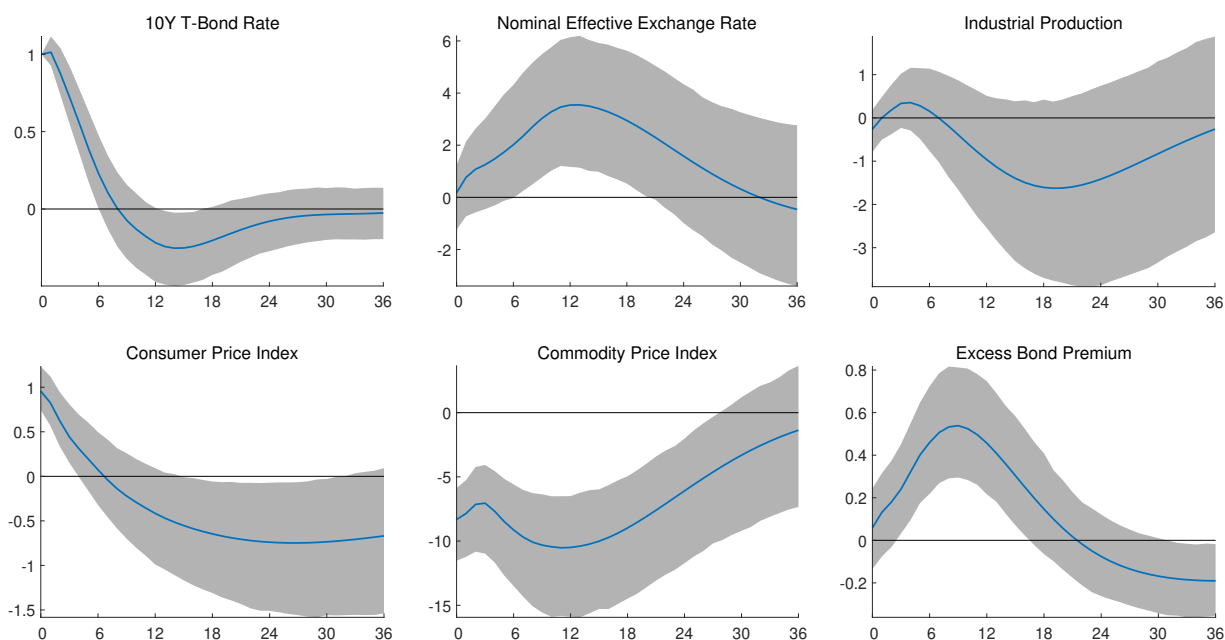 10Y T-Bond Rate
1
0.5
0
0 6 12 18 24 30 36
Nominal Effective Exchange Rate
6
4
2
0
-2
0 6 12 18 24 30 36
Industrial Production
1
0
-1
-2
-3
0 6 12 18 24 30 36
Consumer Price Index
1
0.5
0
-0.5
-1
-1.5
0 6 12 18 24 30 36
Commodity Price Index
0
-5
-10
-15
0 6 12 18 24 30 36
Excess Bond Premium
0.8
0.6
0.4
0.2
0
-0.2
0 6 12 18 24 30 36